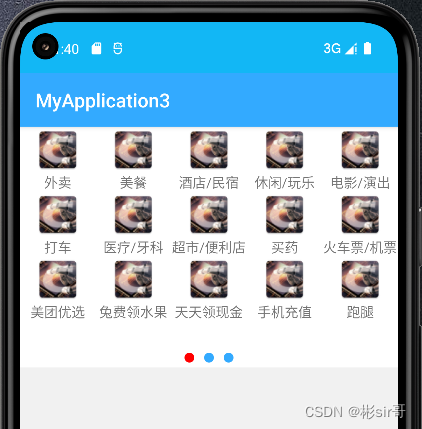 :40 3G
MyApplication3
外卖 美餐 酒店/民宿 休闲/玩乐 电影/演出
打车 医疗/牙科 超市/便利店 买药 火车票/机票
美团优选 兔费领水果 天天领现金 手机充值 跑腿
CSDN @彬sir哥